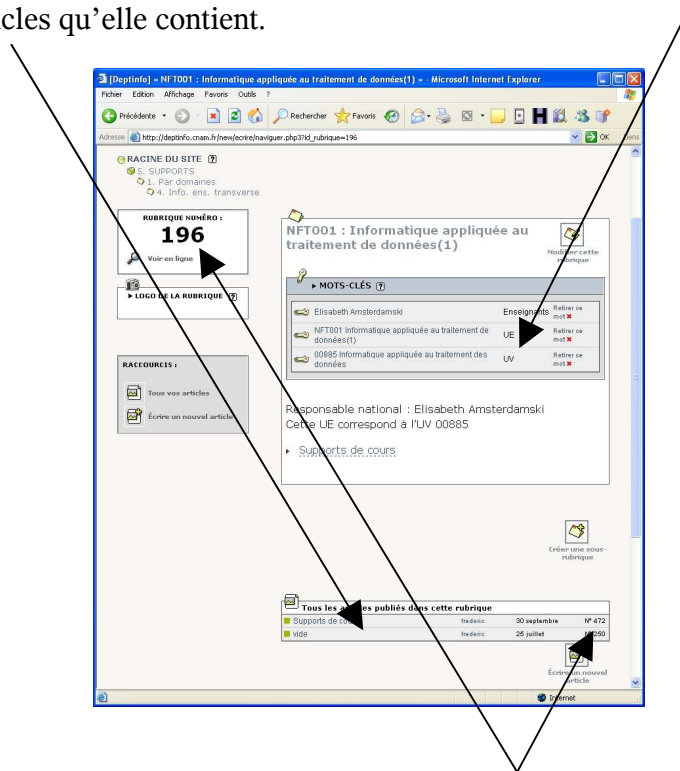 cles qu'elle contient.
[Deptinfo] « NFT001 : Informatique appliquée au traitement de données(1) » - Microsoft Internet Explorer
Fichier Edition Affichage Favoris Outils ?
Précédente Rechercher Favoris
Adresse http://deptinfo.cnam.fr/new/ecrire/naviguer.php3?id_rubrique=196 OK Liens
RACINE DU SITE ?
5. SUPPORTS
1. Par domaines
4. Info. ens. transverse
RUBRIQUE NUMÉRO :
196
Voir en ligne
LOGO DE LA RUBRIQUE ?
RACCOURCIS :
Tous vos articles
Écrire un nouvel article
NFT001 : Informatique appliquée au
traitement de données(1)
Modifier cette
rubrique
MOTS-CLÉS ?
Elisabeth Amsterdamski Enseignants Retirer ce
mot
NFT001 Informatique appliquée au traitement de
données(1) UE Retirer ce
mot
00885 Informatique appliquée au traitement des
données UV Retirer ce
mot
Responsable national : Elisabeth Amsterdamski
Cette UE correspond à l'UV 00885
Supports de cours
Créer une sous-
rubrique
Tous les articles publiés dans cette rubrique
Supports de cours frederic 30 septembre N° 472
vide frederic 25 juillet N° 250
Écrire un nouvel
article
Internet